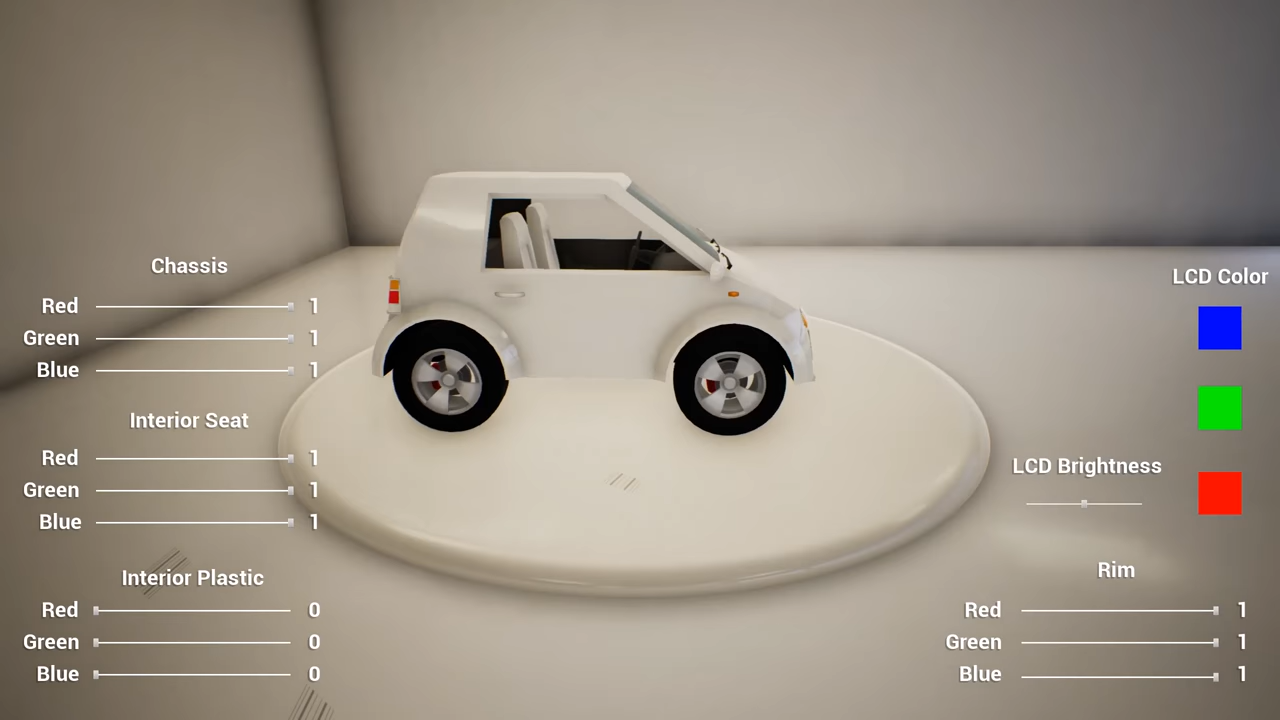 Chassis
Red 1
Green 1
Blue 1
Interior Seat
Red 1
Green 1
Blue 1
Interior Plastic
Red 0
Green 0
Blue 0
LCD Color
LCD Brightness
Rim
Red 1
Green 1
Blue 1